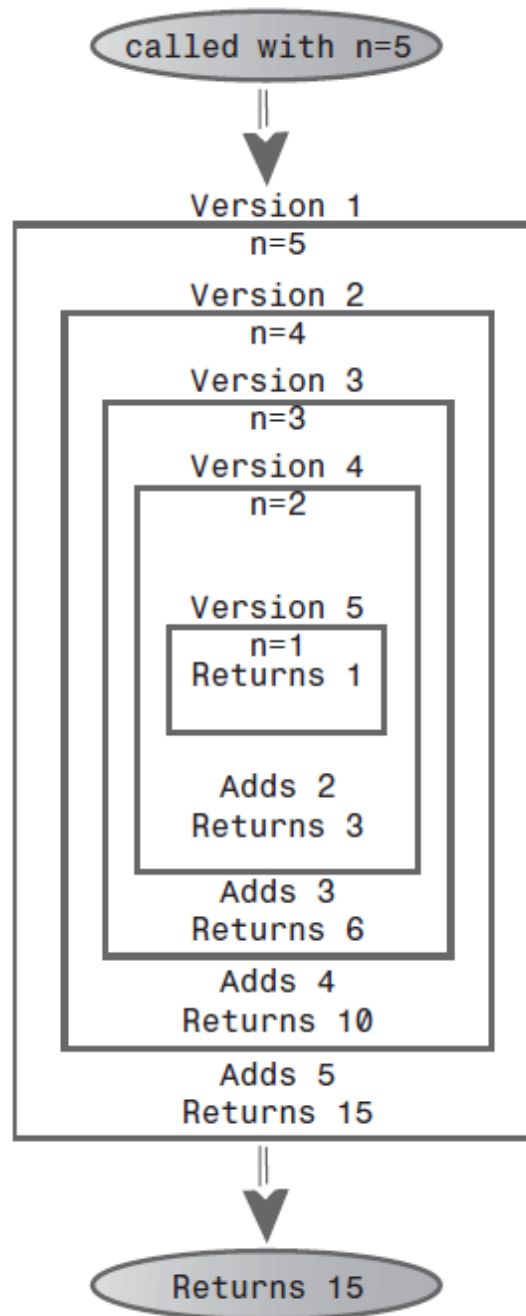 called with n=5
Version 1
n=5
Version 2
n=4
Version 3
n=3
Version 4
n=2
Version 5
n=1
Returns 1
Adds 2
Returns 3
Adds 3
Returns 6
Adds 4
Returns 10
Adds 5
Returns 15
Returns 15